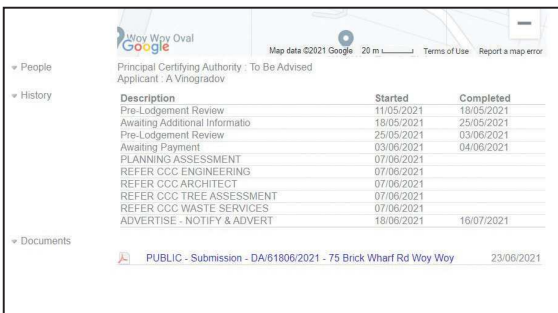 Woy Woy Oval
Google
Map data ©2021 Google 20 m Terms of Use Report a map error
People
Principal Certifying Authority : To Be Advised
Applicant : A Vinogradov
History
Description Started Completed
Pre-Lodgement Review 11/05/2021 18/05/2021
Awaiting Additional Informatio 18/05/2021 25/05/2021
Pre-Lodgement Review 25/05/2021 03/06/2021
Awaiting Payment 03/06/2021 04/06/2021
PLANNING ASSESSMENT 07/06/2021
REFER CCC ENGINEERING 07/06/2021
REFER CCC ARCHITECT 07/06/2021
REFER CCC TREE ASSESSMENT 07/06/2021
REFER CCC WASTE SERVICES 07/06/2021
ADVERTISE - NOTIFY & ADVERT 18/06/2021 16/07/2021
Documents
PUBLIC - Submission - DA/61806/2021 - 75 Brick Wharf Rd Woy Woy 23/06/2021